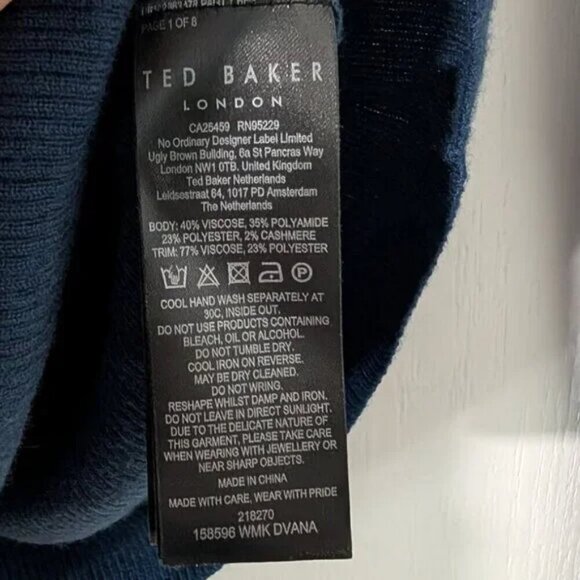 PAGE 1 OF 8
TED BAKER
LONDON
CA25459 RN95229
No Ordinary Designer Label Limited
Ugly Brown Building, 6a St Pancras Way
London NW1 0TB. United Kingdom
Ted Baker Netherlands
Leidsestraat 64, 1017 PD Amsterdam
The Netherlands
BODY: 40% VISCOSE, 35% POLYAMIDE
23% POLYESTER, 2% CASHMERE
TRIM: 77% VISCOSE, 23% POLYESTER
P
COOL HAND WASH SEPARATELY AT
30C, INSIDE OUT.
DO NOT USE PRODUCTS CONTAINING
BLEACH, OIL OR ALCOHOL.
DO NOT TUMBLE DRY.
COOL IRON ON REVERSE.
MAY BE DRY CLEANED.
DO NOT WRING.
RESHAPE WHILST DAMP AND IRON.
DO NOT LEAVE IN DIRECT SUNLIGHT.
DUE TO THE DELICATE NATURE OF
THIS GARMENT, PLEASE TAKE CARE
WHEN WEARING WITH JEWELLERY OR
NEAR SHARP OBJECTS.
MADE IN CHINA
MADE WITH CARE, WEAR WITH PRIDE
218270
158596 WMK DVANA